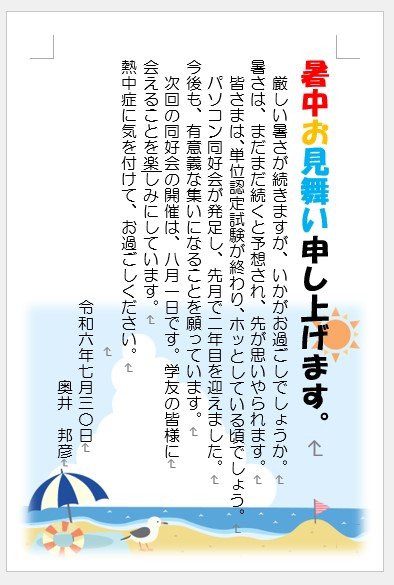 暑中お見舞い申し上げます。
厳しい暑さが続きますが、いかがお過ごしでしょうか。
暑さは、まだまだ続くと予想され、先が思いやられます。
皆さまは、単位認定試験が終わり、ホッとしている頃でしょう。
パソコン同好会が発足し、先月で二年目を迎えました。
今後も、有意義な集いになることを願っています。
次回の同好会の開催は、八月一日です。学友の皆様に
会えることを楽しみにしています。
熱中症に気を付けて、お過ごしください。
令和六年七月三〇日
奥井　邦彦